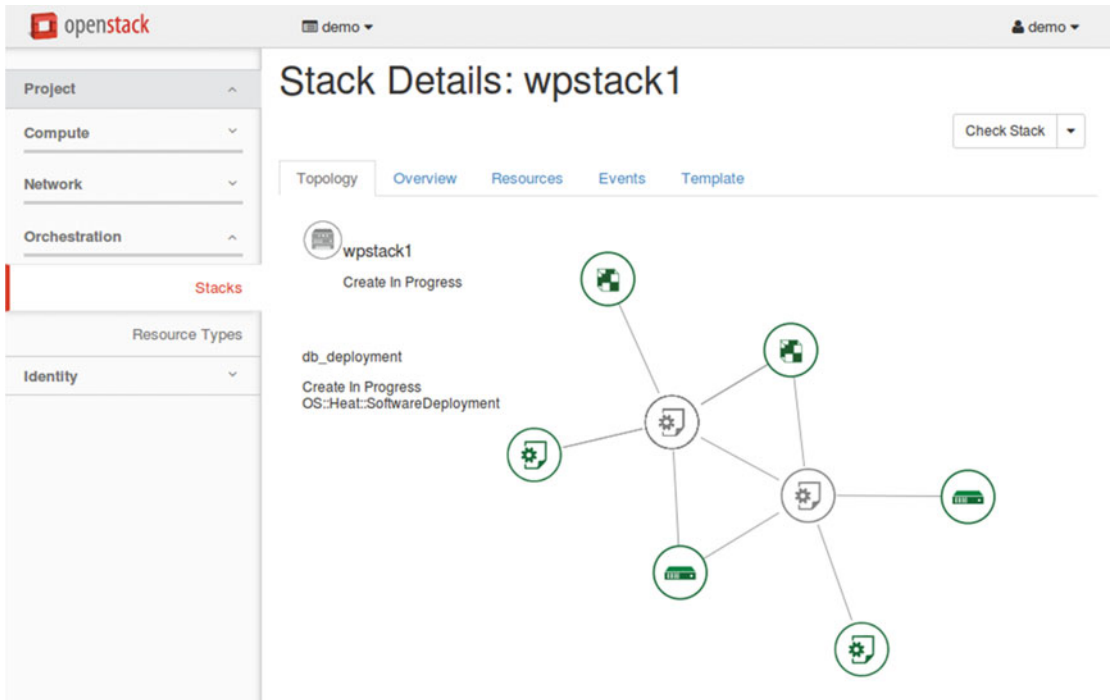 openstack
demo
demo
Project
Compute
Network
Orchestration
Stacks
Resource Types
Identity
Stack Details: wpstack1
Check Stack
Topology Overview Resources Events Template
wpstack1
Create In Progress
db_deployment
Create In Progress
OS::Heat::SoftwareDeployment